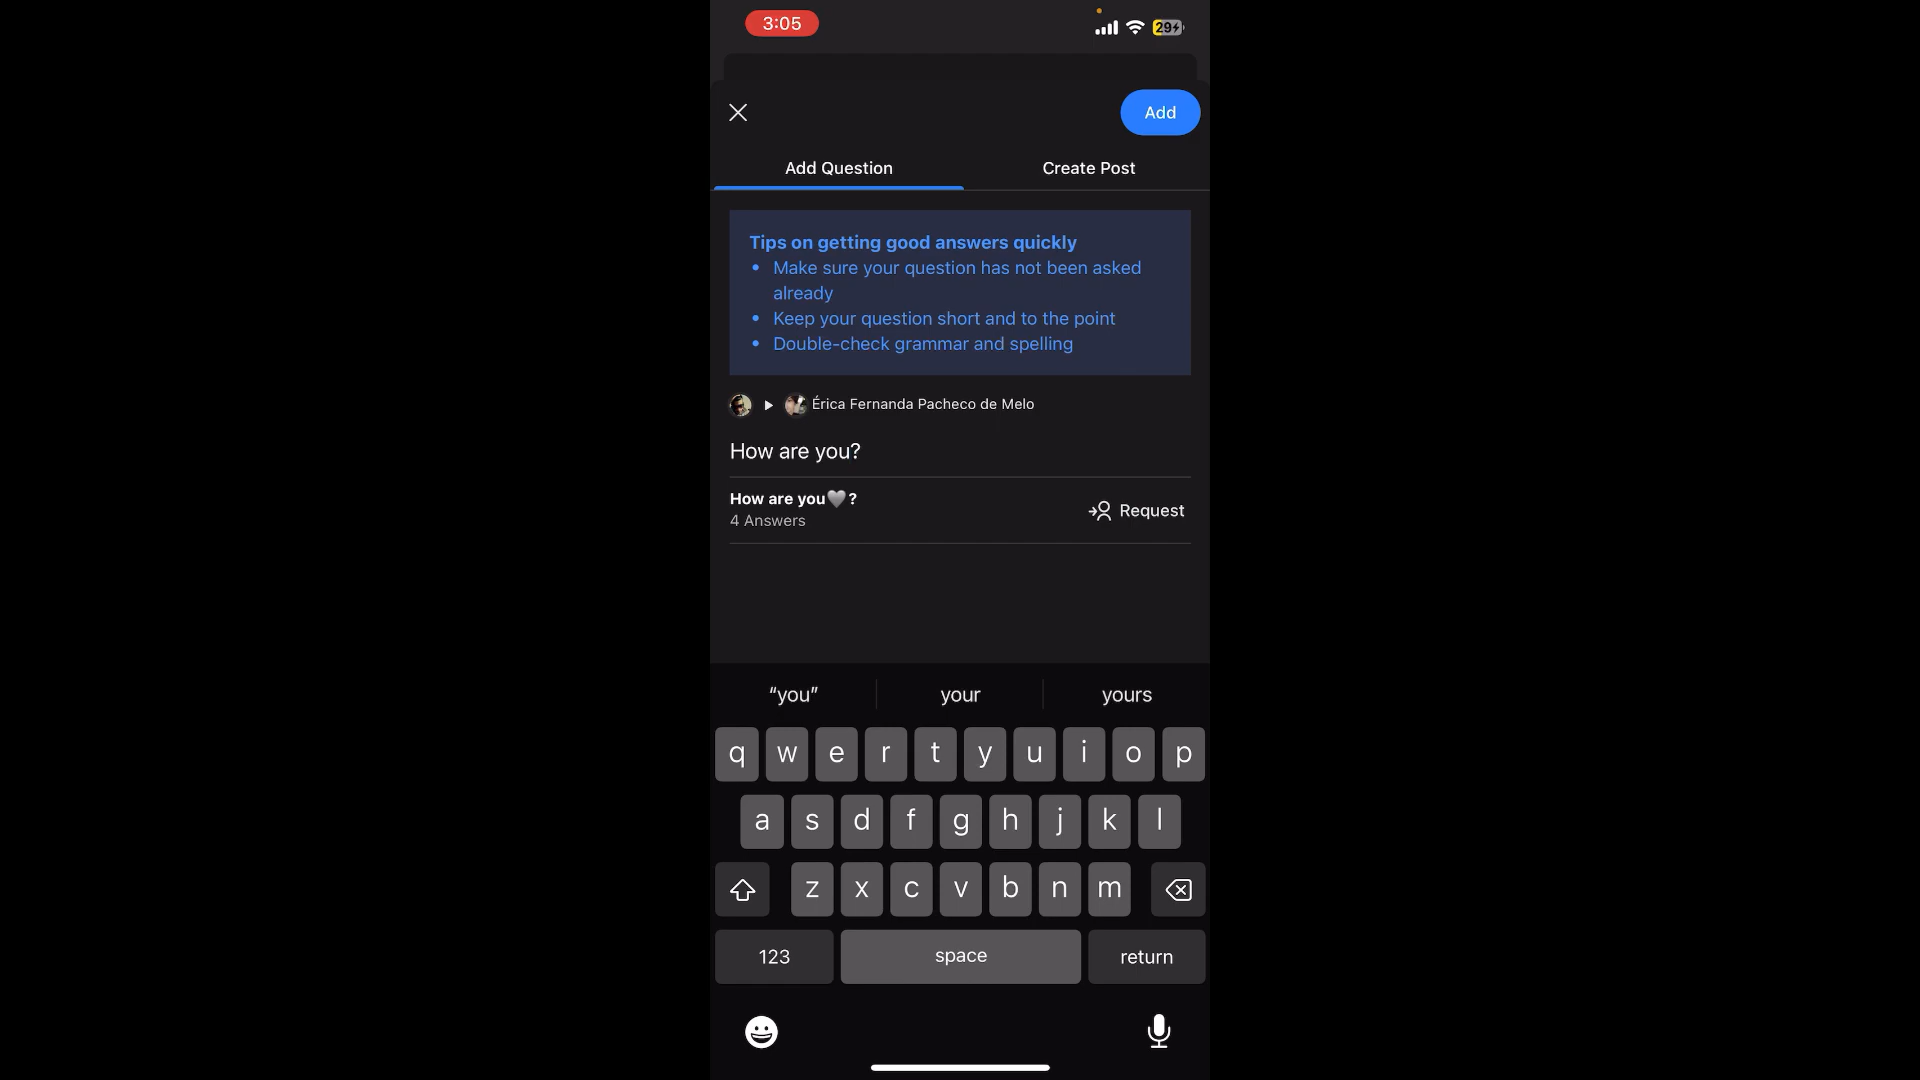 3:05
29
Add
Add Question
Create Post
Tips on getting good answers quickly
• Make sure your question has not been asked
already
• Keep your question short and to the point
• Double-check grammar and spelling
Érica Fernanda Pacheco de Melo
How are you?
How are you🩶?
4 Answers
Request
“you”
your
yours
q w e r t y u i o p
a s d f g h j k l
z x c v b n m
123
space
return